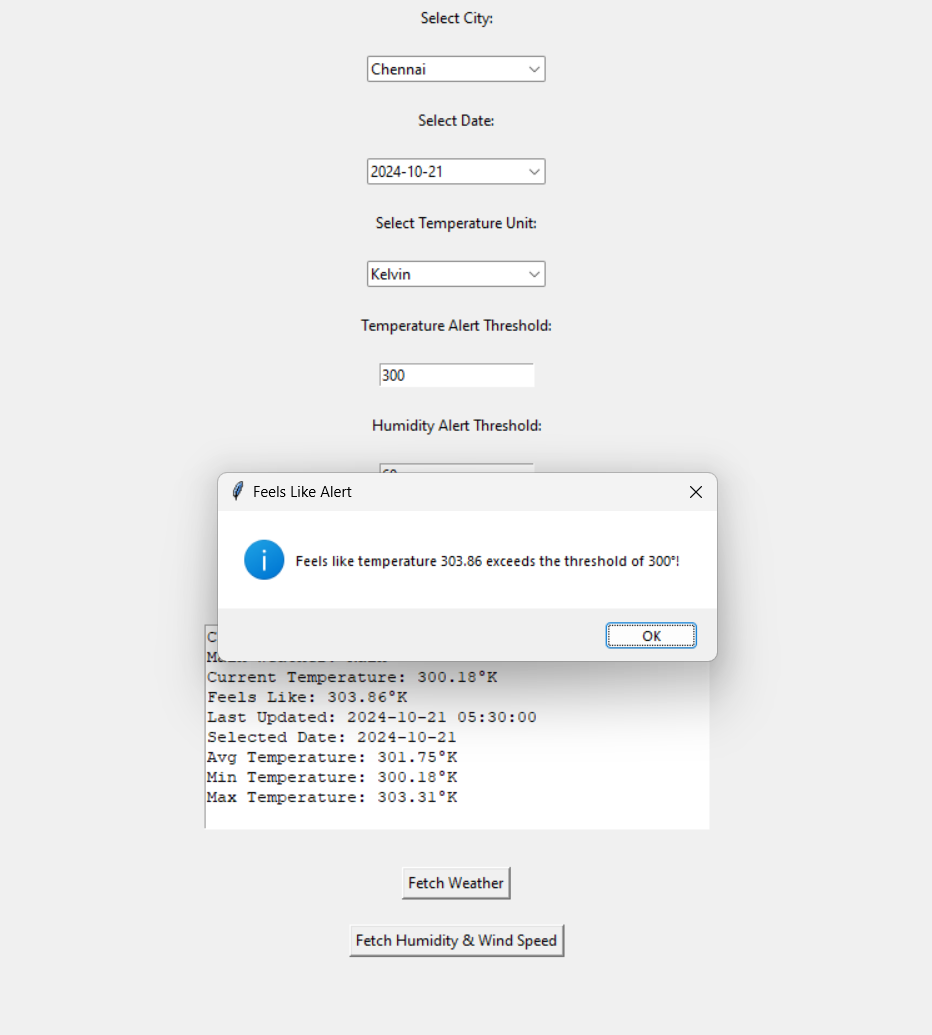 Select City:
Chennai
Select Date:
2024-10-21
Select Temperature Unit:
Kelvin
Temperature Alert Threshold:
300
Humidity Alert Threshold:
Feels Like Alert
Feels like temperature 303.86 exceeds the threshold of 300°!
OK
Current Temperature: 300.18°K
Feels Like: 303.86°K
Last Updated: 2024-10-21 05:30:00
Selected Date: 2024-10-21
Avg Temperature: 301.75°K
Min Temperature: 300.18°K
Max Temperature: 303.31°K
Fetch Weather
Fetch Humidity & Wind Speed